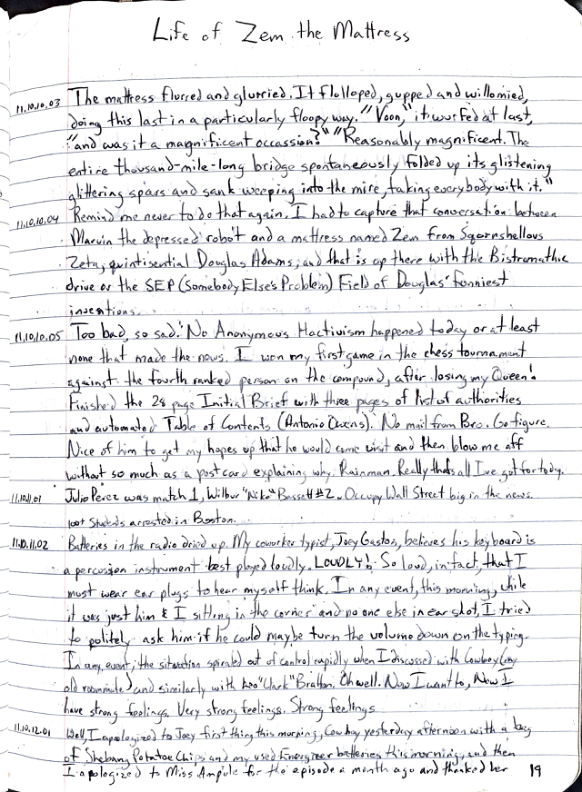 Life of Zem the Mattress
11.10.10.03 The mattress flurred and glurried. It flolloped, gupped and willomied,
doing this last in a particularly floopy way. "Voon," it wurfed at last,
"and was it a magnificent occassion?" "Reasonably magnificent. The
entire thousand-mile-long bridge spontaneously folded up its glistening
glittering spars and sank weeping into the mire, taking everybody with it."
11.10.10.04 Remind me never to do that again. I had to capture that conversation between
Marvin the depressed robot and a mattress named Zem from Sqornshellous
Zeta, quintisential Douglas Adams, and that is up there with the Bistromathic
drive or the SEP (Somebody Else's Problem) Field of Douglas' funniest
inventions.
11.10.10.05 Too bad, so sad! No Anonymous Hactivism happened today or at least
none that made the news. I won my first game in the chess tournament
against the fourth ranked person on the compound, after losing my Queen!
Finished the 28 page Initial Brief with three pages of list of authorities
and automated Table of Contents (Antonio Owens). No mail from Bro. Go figure.
Nice of him to get my hopes up that he would come visit and then blow me off
without so much as a postcard explaining why. Rainman. Really thats all I've got for today.
11.10.11.01 Julio Perez was match 1, Wilbur "Niko" Bassett #2. Occupy Wall Street big in the news.
100+ Students arrested in Boston.
11.10.11.02 Batteries in the radio dried up. My coworker typist, Joey Gaston, believes his keyboard is
a percussion instrument best played loudly. LOUDLY! So loud, in fact, that I
must wear ear plugs to hear myself think. In any event, this morning, while
it was just him & I sitting in the corner and no one else in ear shot, I tried
to politely ask him if he could maybe turn the volume down on the typing.
In any event, the situation spiraled out of control rapidly when I discussed with Cowboy (my
old roommate) and similarly with "Clark" Bratton. Oh well. Now I want to, Now I
have strong feelings. Very strong feelings. Strong feelings
11.10.12.01 Well I apologized to Joey first thing this morning, Cowboy yesterday afternoon with a bag
of Shebang Potatoe Chips and my used Energizer batteries this morning, and then
I apologized to Miss Ampule for the episode a month ago and thanked her 19